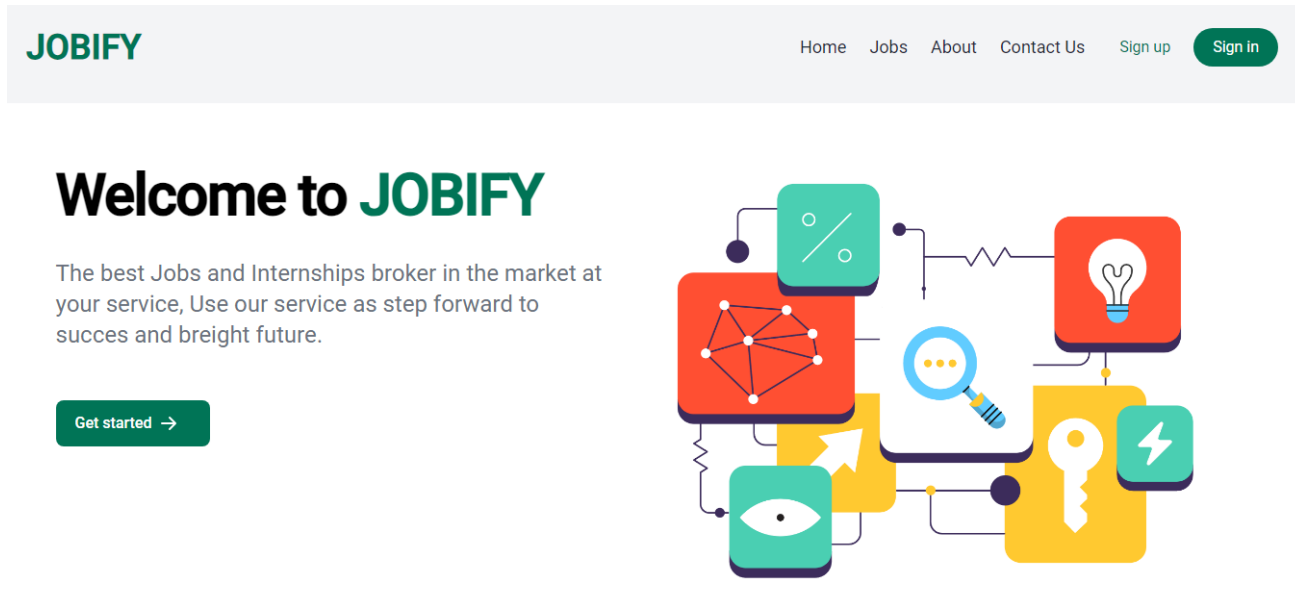 JOBIFY
Home Jobs About Contact Us Sign up Sign in
Welcome to JOBIFY
The best Jobs and Internships broker in the market at
your service, Use our service as step forward to
succes and breight future.
Get started →